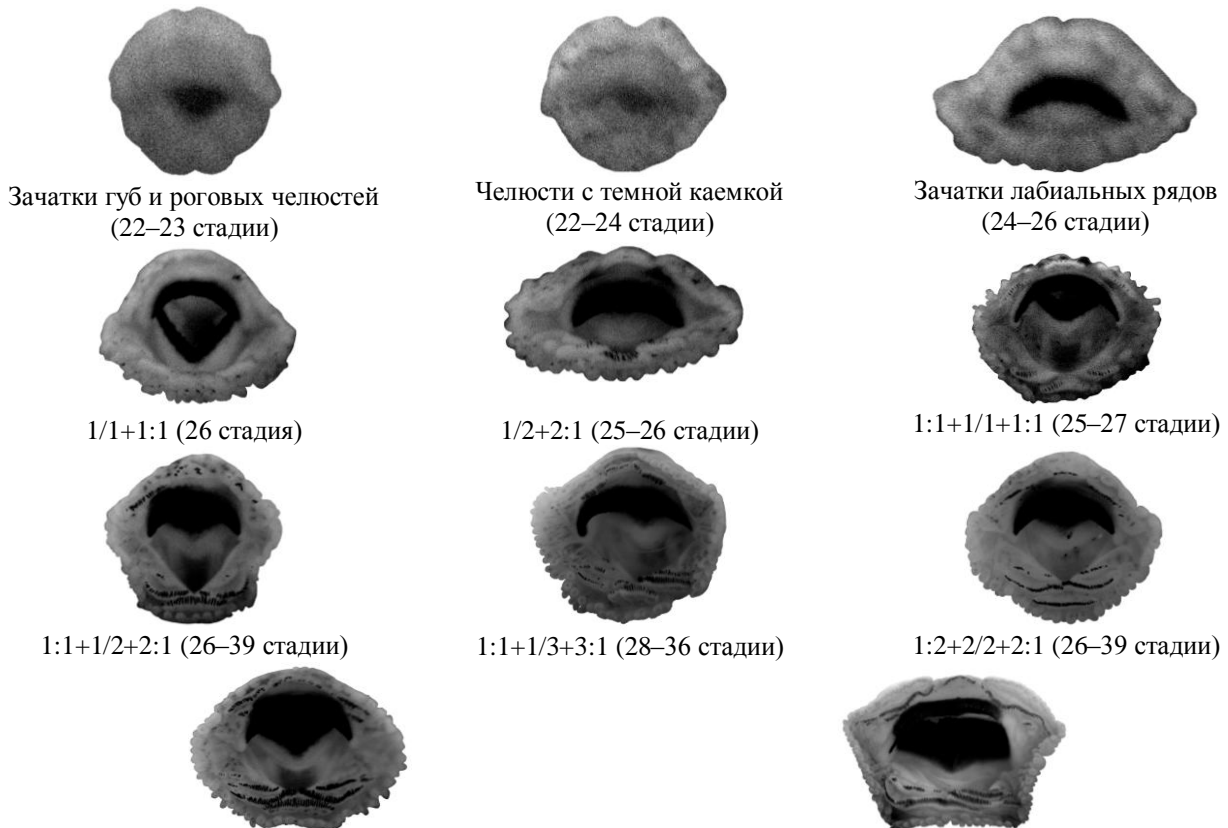 Зачатки губ и роговых челюстей
(22–23 стадии)
Челюсти с темной каемкой
(22–24 стадии)
Зачатки лабиальных рядов
(24–26 стадии)
1/1+1:1 (26 стадия)
1/2+2:1 (25–26 стадии)
1:1+1/1+1:1 (25–27 стадии)
1:1+1/2+2:1 (26–39 стадии)
1:1+1/3+3:1 (28–36 стадии)
1:2+2/2+2:1 (26–39 стадии)